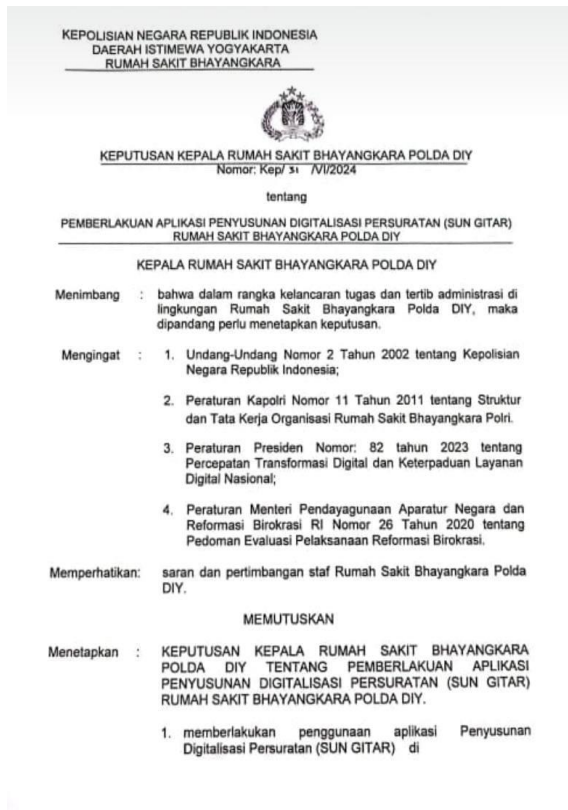 KEPOLISIAN NEGARA REPUBLIK INDONESIA
DAERAH ISTIMEWA YOGYAKARTA
RUMAH SAKIT BHAYANGKARA
KEPUTUSAN KEPALA RUMAH SAKIT BHAYANGKARA POLDA DIY
Nomor: Kep/ 31 /VI/2024
tentang
PEMBERLAKUAN APLIKASI PENYUSUNAN DIGITALISASI PERSURATAN (SUN GITAR)
RUMAH SAKIT BHAYANGKARA POLDA DIY
KEPALA RUMAH SAKIT BHAYANGKARA POLDA DIY
Menimbang : bahwa dalam rangka kelancaran tugas dan tertib administrasi di
lingkungan Rumah Sakit Bhayangkara Polda DIY, maka
dipandang perlu menetapkan keputusan.
Mengingat : 1. Undang-Undang Nomor 2 Tahun 2002 tentang Kepolisian
Negara Republik Indonesia;
2. Peraturan Kapolri Nomor 11 Tahun 2011 tentang Struktur
dan Tata Kerja Organisasi Rumah Sakit Bhayangkara Polri.
3. Peraturan Presiden Nomor: 82 tahun 2023 tentang
Percepatan Transformasi Digital dan Keterpaduan Layanan
Digital Nasional;
4. Peraturan Menteri Pendayagunaan Aparatur Negara dan
Reformasi Birokrasi RI Nomor 26 Tahun 2020 tentang
Pedoman Evaluasi Pelaksanaan Reformasi Birokrasi.
Memperhatikan: saran dan pertimbangan staf Rumah Sakit Bhayangkara Polda
DIY.
MEMUTUSKAN
Menetapkan : KEPUTUSAN KEPALA RUMAH SAKIT BHAYANGKARA
POLDA DIY TENTANG PEMBERLAKUAN APLIKASI
PENYUSUNAN DIGITALISASI PERSURATAN (SUN GITAR)
RUMAH SAKIT BHAYANGKARA POLDA DIY.
1. memberlakukan penggunaan aplikasi Penyusunan
Digitalisasi Persuratan (SUN GITAR) di